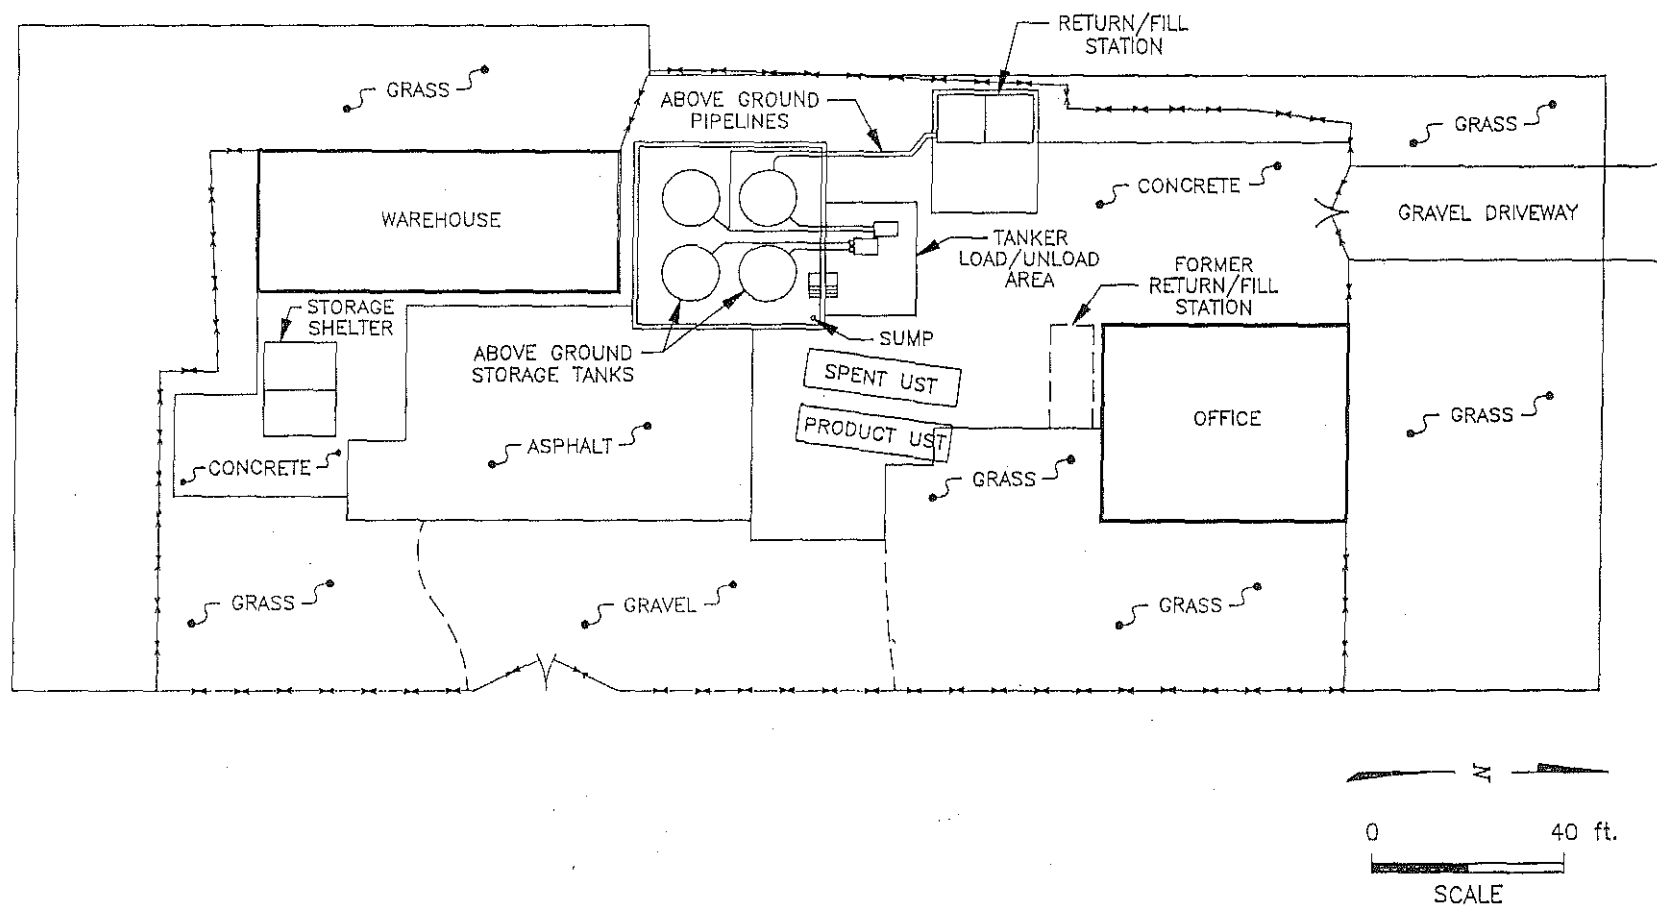 RETURN/FILL
STATION
GRASS
ABOVE GROUND
PIPELINES
GRASS
CONCRETE
WAREHOUSE
GRAVEL DRIVEWAY
TANKER
LOAD/UNLOAD
AREA
FORMER
RETURN/FILL
STATION
STORAGE
SHELTER
SUMP
ABOVE GROUND
STORAGE TANKS
SPENT UST
PRODUCT UST
OFFICE
GRASS
ASPHALT
CONCRETE
GRASS
GRASS
GRAVEL
GRASS
N
0 40 ft.
SCALE